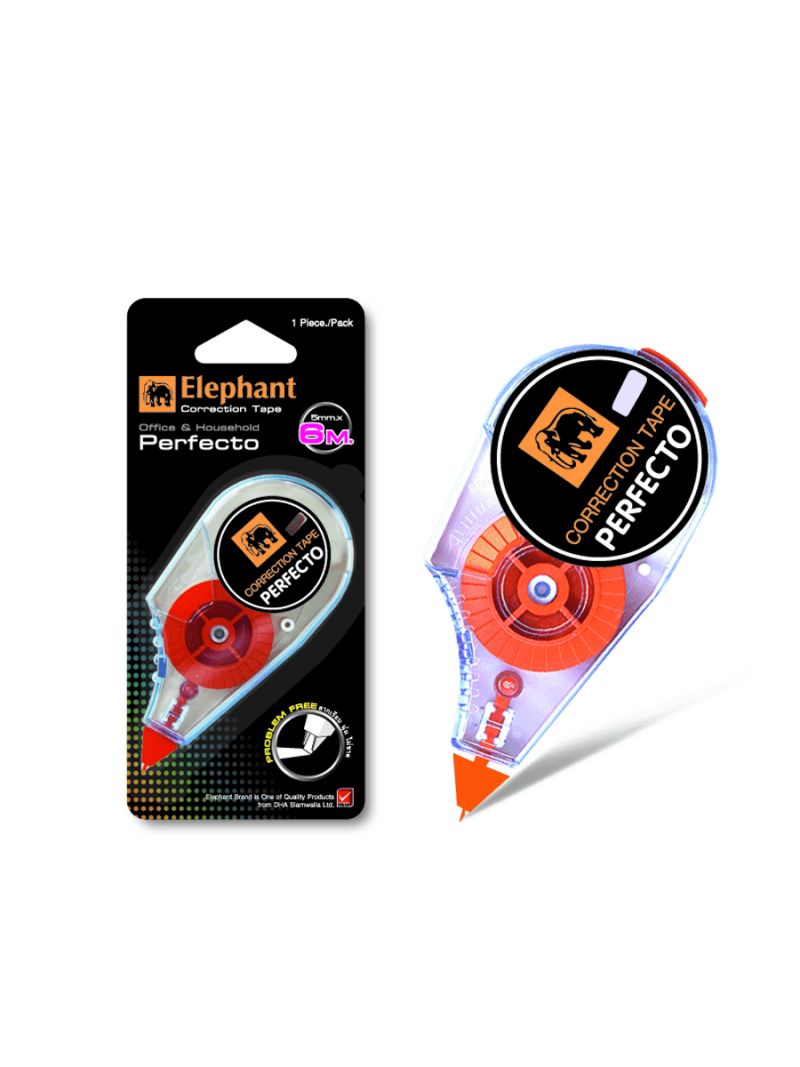 1 Piece./Pack
Elephant
Correction Tape
Office & Household
Perfecto
5mm.x
6M.
CORRECTION TAPE
PERFECTO
PROBLEM FREE
Elephant Brand is One of Quality Products
from DHA Siamwalla Ltd.
CORRECTION TAPE
PERFECTO